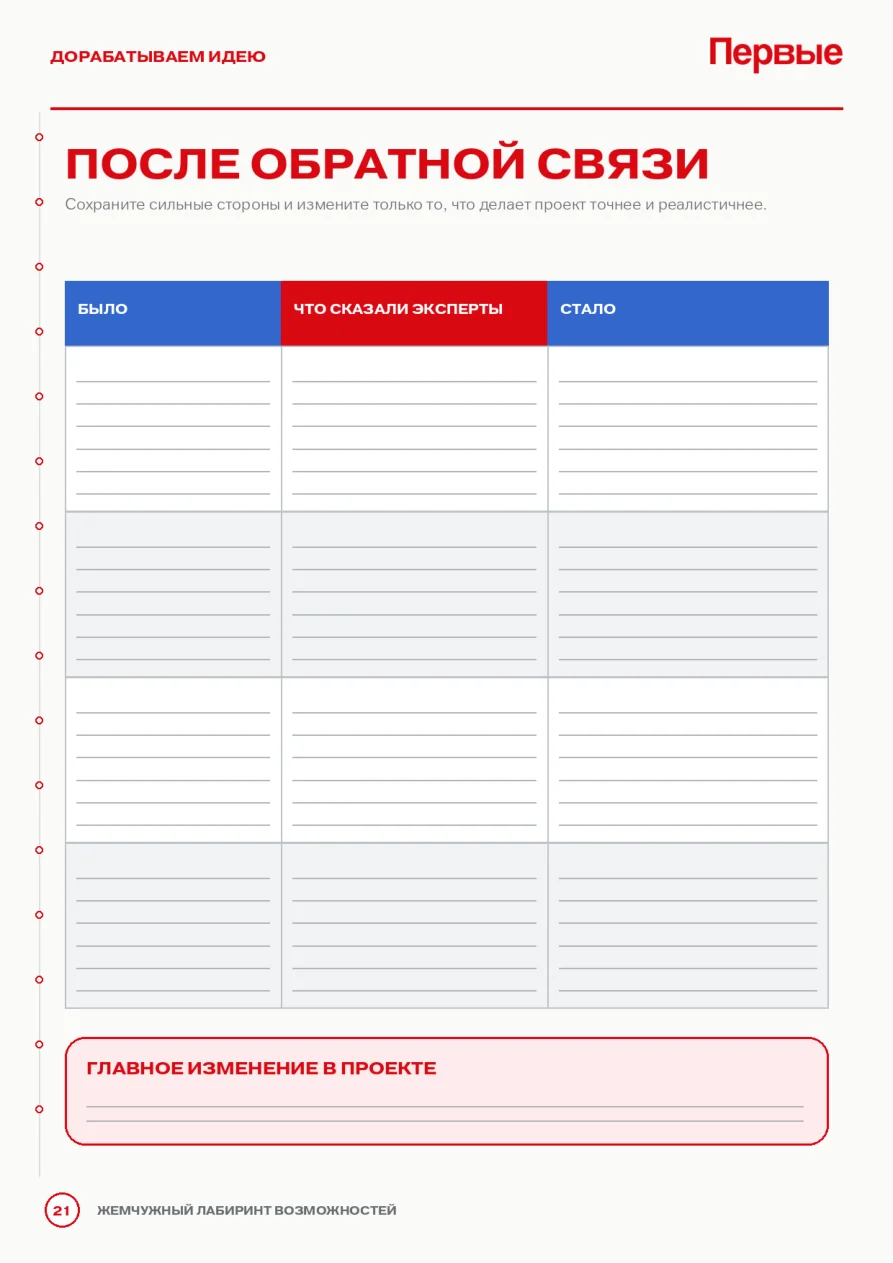 ДОРАБАТЫВАЕМ ИДЕЮ
Первые
ПОСЛЕ ОБРАТНОЙ СВЯЗИ
Сохраните сильные стороны и измените только то, что делает проект точнее и реалистичнее.
БЫЛО
ЧТО СКАЗАЛИ ЭКСПЕРТЫ
СТАЛО
ГЛАВНОЕ ИЗМЕНЕНИЕ В ПРОЕКТЕ
21
ЖЕМЧУЖНЫЙ ЛАБИРИНТ ВОЗМОЖНОСТЕЙ